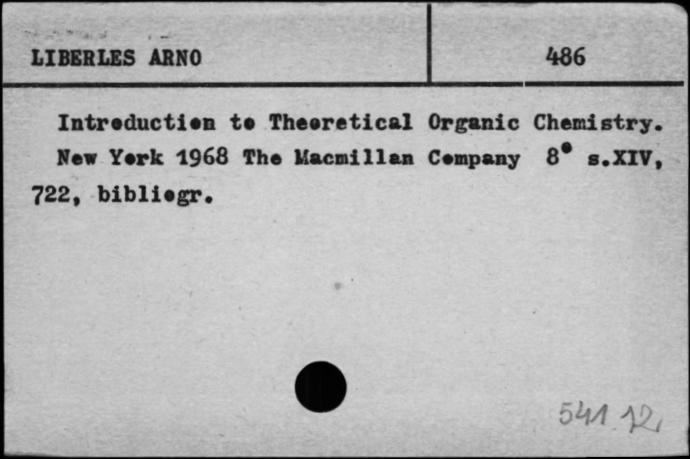 LIBERLES ARNO 486
Introduction to Theoretical Organic Chemistry.
New York 1968 The Macmillan Company 8° s.XIV,
722, bibliogr.
541.12